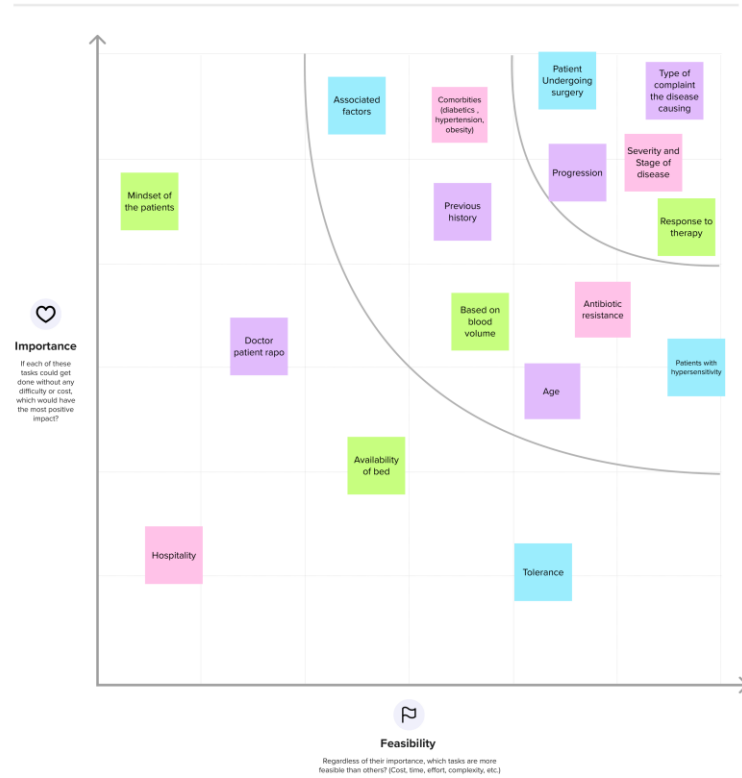 Patient
Undergoing
surgery
Type of
complaint
the disease
causing
Associated
factors
Comorbities
(diabetics ,
hypertension,
obesity)
Progression
Severity and
Stage of
disease
Mindset of
the patients
Previous
history
Response to
therapy
Based on
blood
volume
Antibiotic
resistance
Doctor
patient rapo
Patients with
hypersensitivity
Age
Availability
of bed
Hospitality
Tolerance
Importance
If each of these
tasks could get
done without any
difficulty or cost,
which would have
the most positive
impact?
Feasibility
Regardless of their importance, which tasks are more
feasible than others? (Cost, time, effort, complexity, etc.)